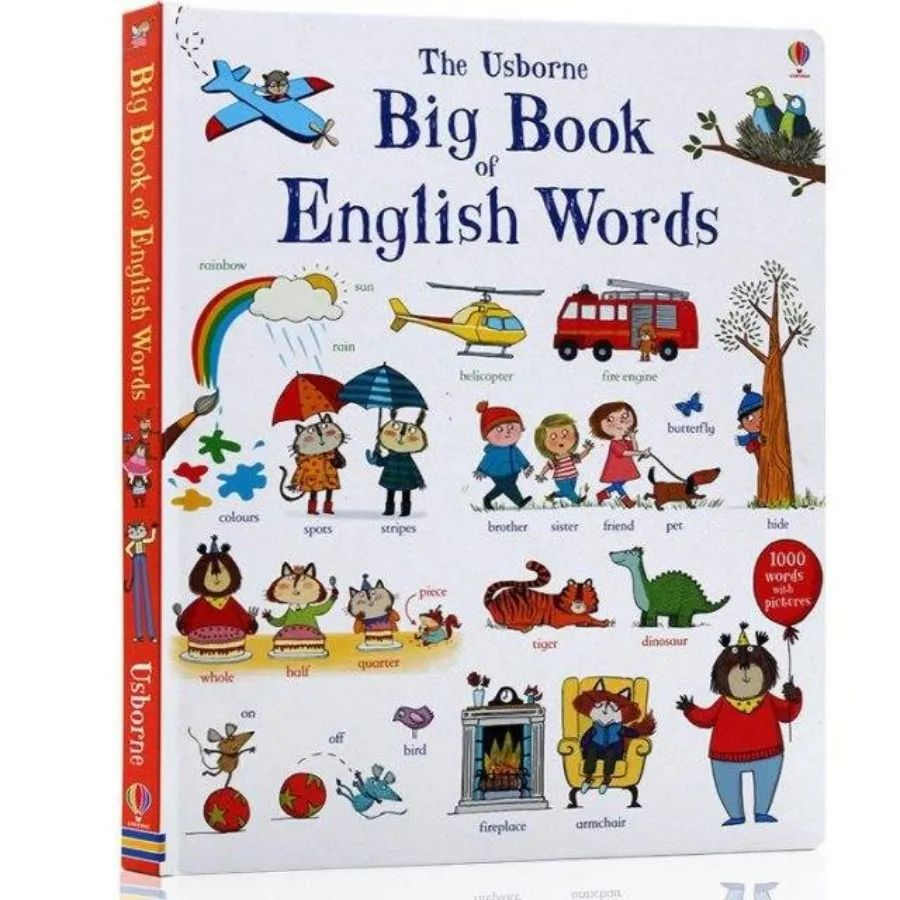 Big Book of English Words
Usborne
The Usborne
Big Book
of
English Words
rainbow
sun
rain
helicopter
fire engine
butterfly
colours
spots
stripes
brother
sister
friend
pet
hide
1000
words
with
pictures
piece
whole
half
quarter
tiger
dinosaur
on
off
bird
fireplace
armchair